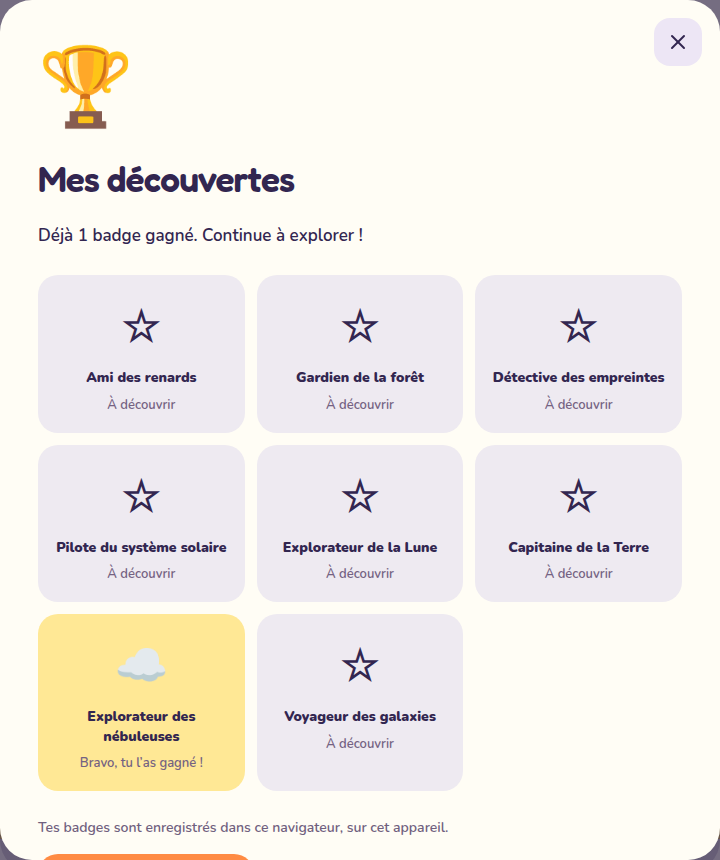 Mes découvertes
Déjà 1 badge gagné. Continue à explorer !
Ami des renards
À découvrir
Gardien de la forêt
À découvrir
Détective des empreintes
À découvrir
Pilote du système solaire
À découvrir
Explorateur de la Lune
À découvrir
Capitaine de la Terre
À découvrir
Explorateur des
nébuleuses
Bravo, tu l'as gagné !
Voyageur des galaxies
À découvrir
Tes badges sont enregistrés dans ce navigateur, sur cet appareil.